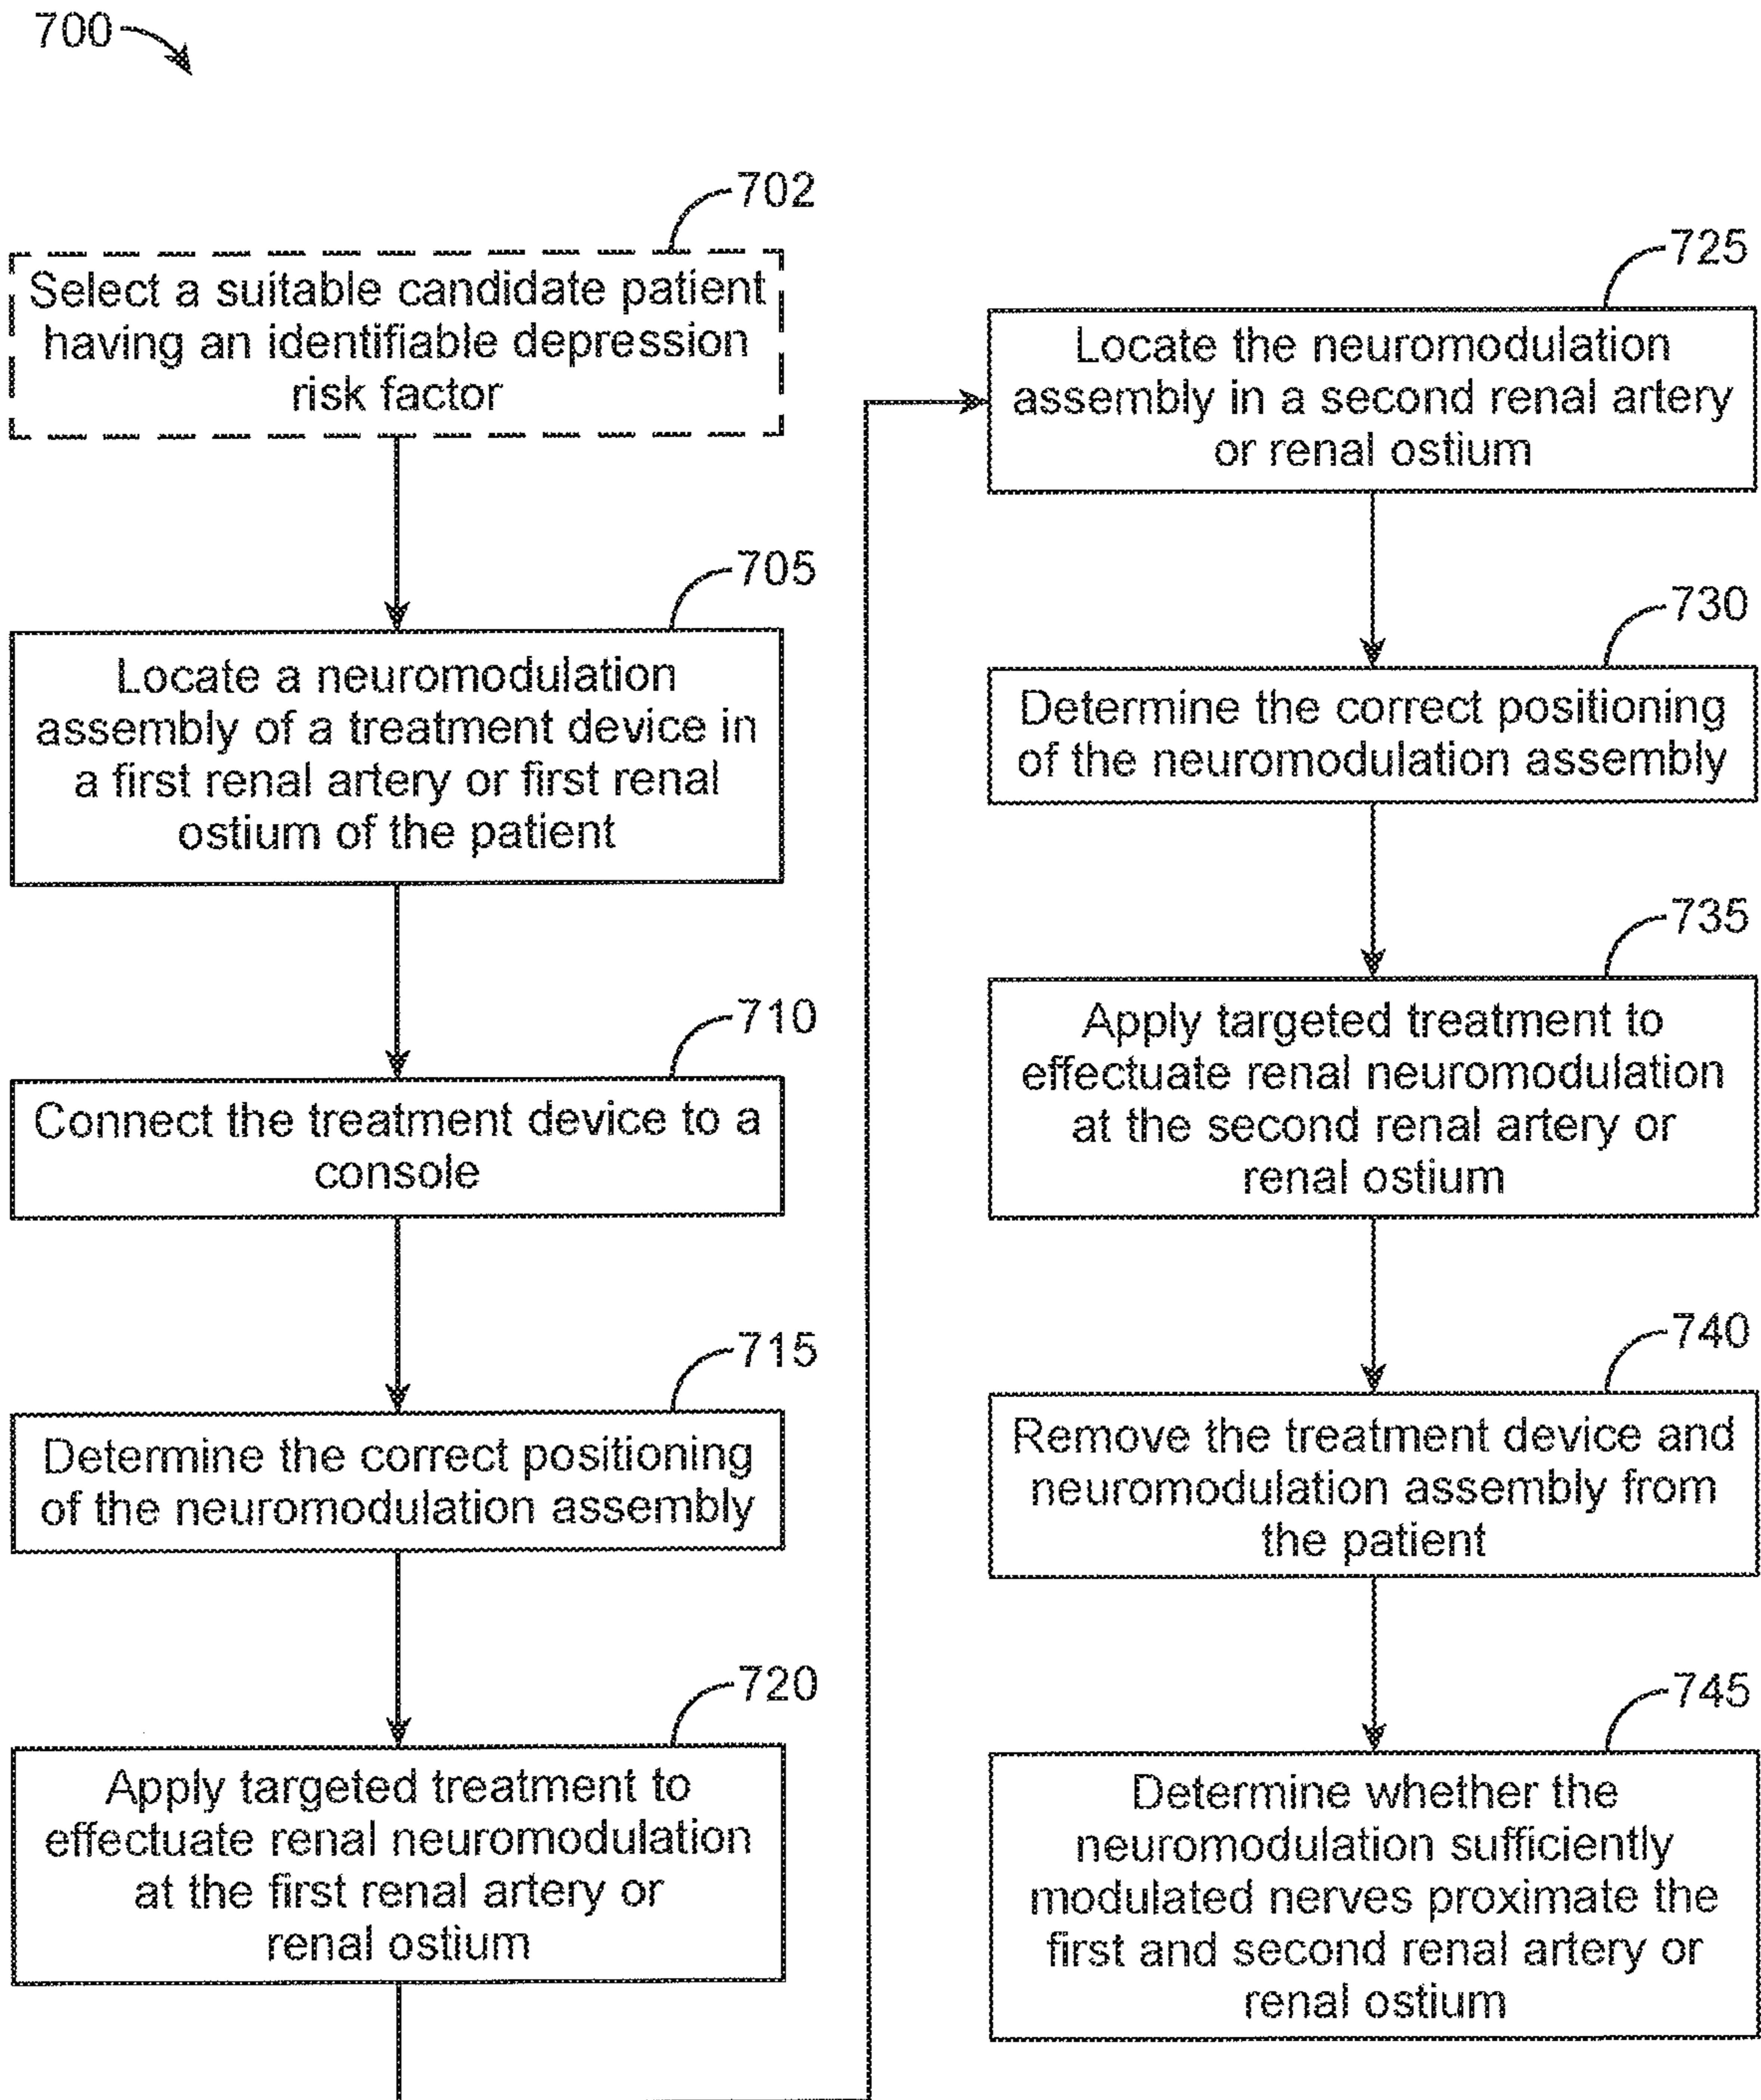 700
702
Select a suitable candidate patient
having an identifiable depression
risk factor
705
Locate a neuromodulation
assembly of a treatment device in
a first renal artery or first renal
ostium of the patient
710
Connect the treatment device to a
console
715
Determine the correct positioning
of the neuromodulation assembly
720
Apply targeted treatment to
effectuate renal neuromodulation
at the first renal artery or
renal ostium
725
Locate the neuromodulation
assembly in a second renal artery
or renal ostium
730
Determine the correct positioning
of the neuromodulation assembly
735
Apply targeted treatment to
effectuate renal neuromodulation
at the second renal artery or
renal ostium
740
Remove the treatment device and
neuromodulation assembly from
the patient
745
Determine whether the
neuromodulation sufficiently
modulated nerves proximate the
first and second renal artery or
renal ostium